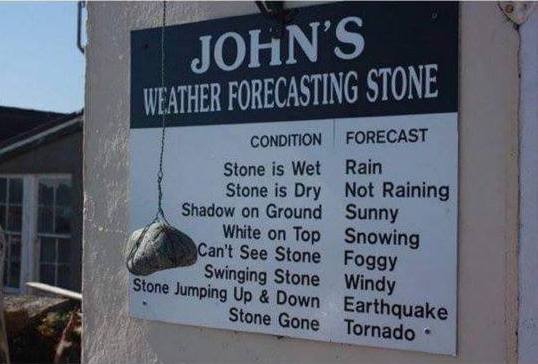 JOHN'S
WEATHER FORECASTING STONE
CONDITION FORECAST
Stone is Wet Rain
Stone is Dry Not Raining
Shadow on Ground Sunny
White on Top Snowing
Can't See Stone Foggy
Swinging Stone Windy
Stone Jumping Up & Down Earthquake
Stone Gone Tornado